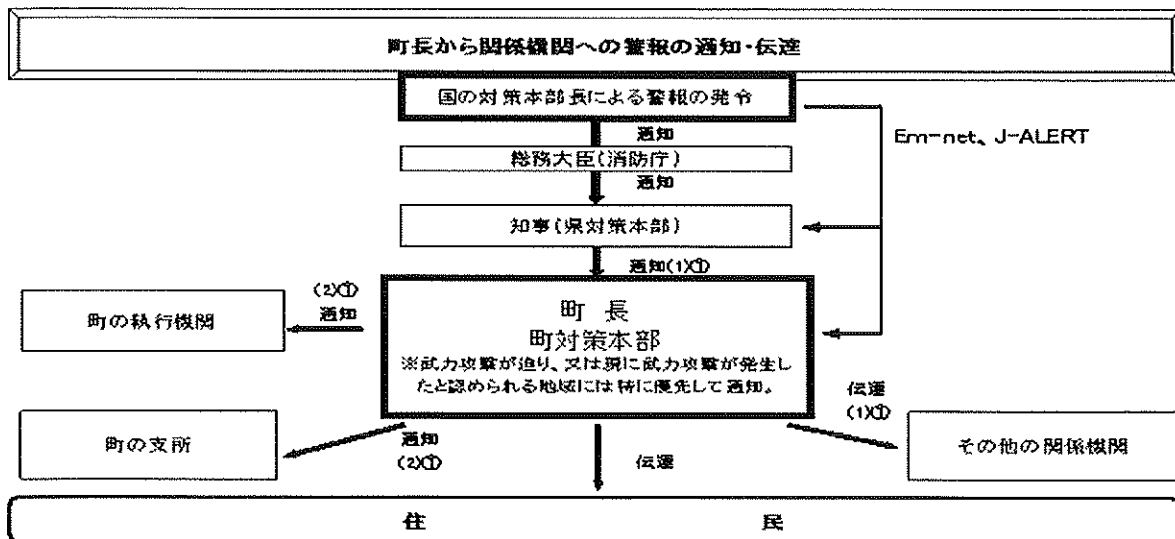 町長から関係機関への警報の通知・伝達
国の対策本部長による警報の発令
通知
Em-net、J-ALERT
総務大臣(消防庁)
通知
知事(県対策本部)
通知(1)①
(2)①
通知
町の執行機関
町 長
町対策本部
※武力攻撃が迫り、又は現に武力攻撃が発生し
たと認められる地域には特に優先して通知。
伝達
(1)①
町の支所
通知
(2)①
伝達
その他の関係機関
住 民